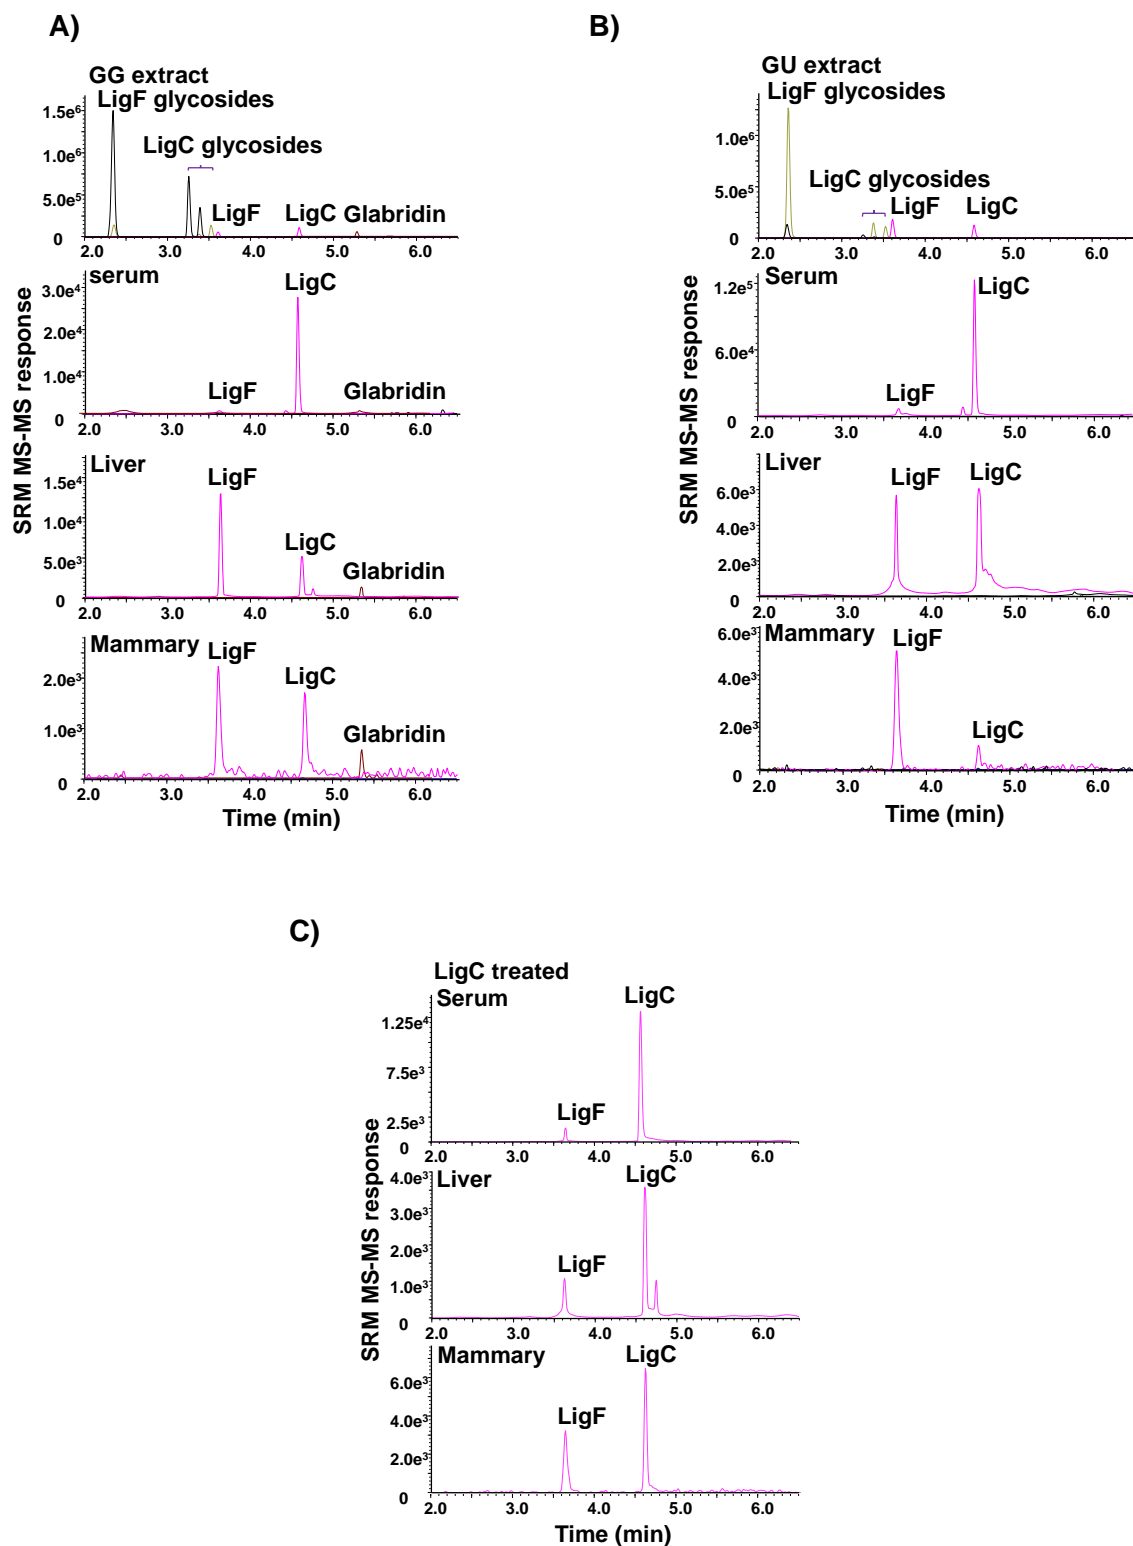 A)
GG extract
LigF glycosides
LigC glycosides
LigF
LigC
Glabridin
1.5e6
1.0e6
5.0e5
0
2.0 3.0 4.0 5.0 6.0
serum
LigC
LigF
Glabridin
3.0e4
2.0e4
1.0e4
0
2.0 3.0 4.0 5.0 6.0
Liver
LigF
LigC
Glabridin
1.5e4
1.0e4
5.0e3
0
2.0 3.0 4.0 5.0 6.0
Mammary
LigF
LigC
Glabridin
2.0e3
1.0e3
0
2.0 3.0 4.0 5.0 6.0
Time (min)
SRM MS-MS response
B)
GU extract
LigF glycosides
LigC glycosides
LigF
LigC
1.0e6
5.0e5
0
2.0 3.0 4.0 5.0 6.0
Serum
LigC
LigF
1.2e5
6.0e4
0
2.0 3.0 4.0 5.0 6.0
Liver
LigF
LigC
6.0e3
4.0e3
2.0e3
0
2.0 3.0 4.0 5.0 6.0
Mammary
LigF
LigC
6.0e3
4.0e3
2.0e3
0
2.0 3.0 4.0 5.0 6.0
Time (min)
SRM MS-MS response
C)
LigC treated
Serum
LigC
LigF
1.25e4
7.5e3
2.5e3
0
2.0 3.0 4.0 5.0 6.0
Liver
LigC
LigF
4.0e3
3.0e3
2.0e3
1.0e3
0
2.0 3.0 4.0 5.0 6.0
Mammary
LigC
LigF
6.0e3
4.0e3
2.0e3
0
2.0 3.0 4.0 5.0 6.0
Time (min)
SRM MS-MS response